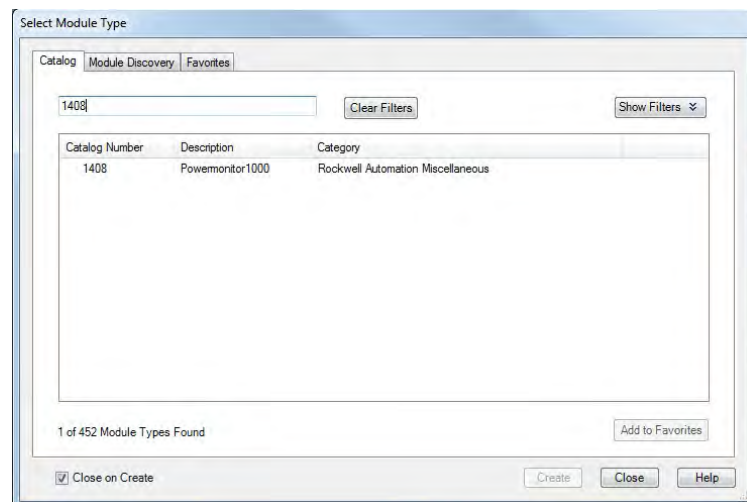 Select Module Type
Catalog Module Discovery Favorites
1408 Clear Filters Show Filters
Catalog Number Description Category
1408 Powermonitor1000 Rockwell Automation Miscellaneous
1 of 452 Module Types Found Add to Favorites
Close on Create Create Close Help